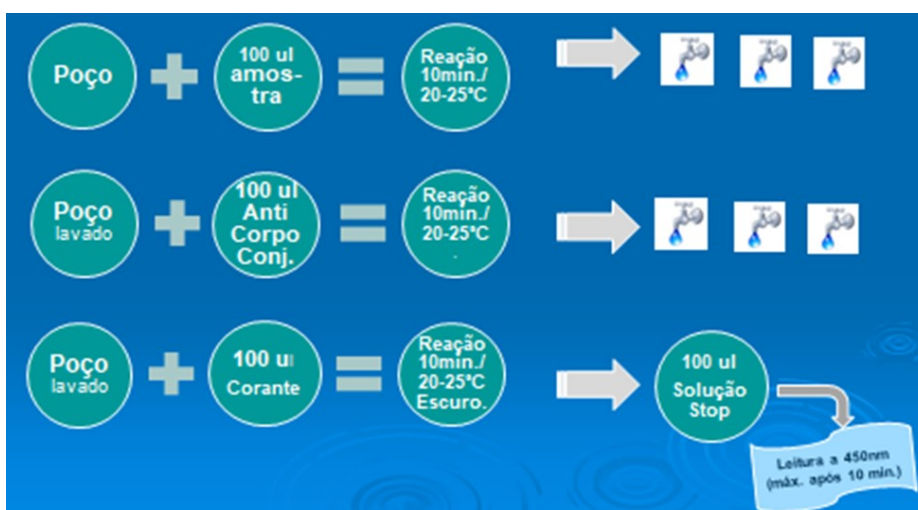 Poço
100 ul
amos-
tra
Reação
10min./
20-25°C
Poço
lavado
100 ul
Anti
Corpo
Conj.
Reação
10min./
20-25°C
.
Poço
lavado
100 ul
Corante
Reação
10min./
20-25°C
Escuro.
100 ul
Solução
Stop
Leitura a 450nm
(máx. após 10 min.)